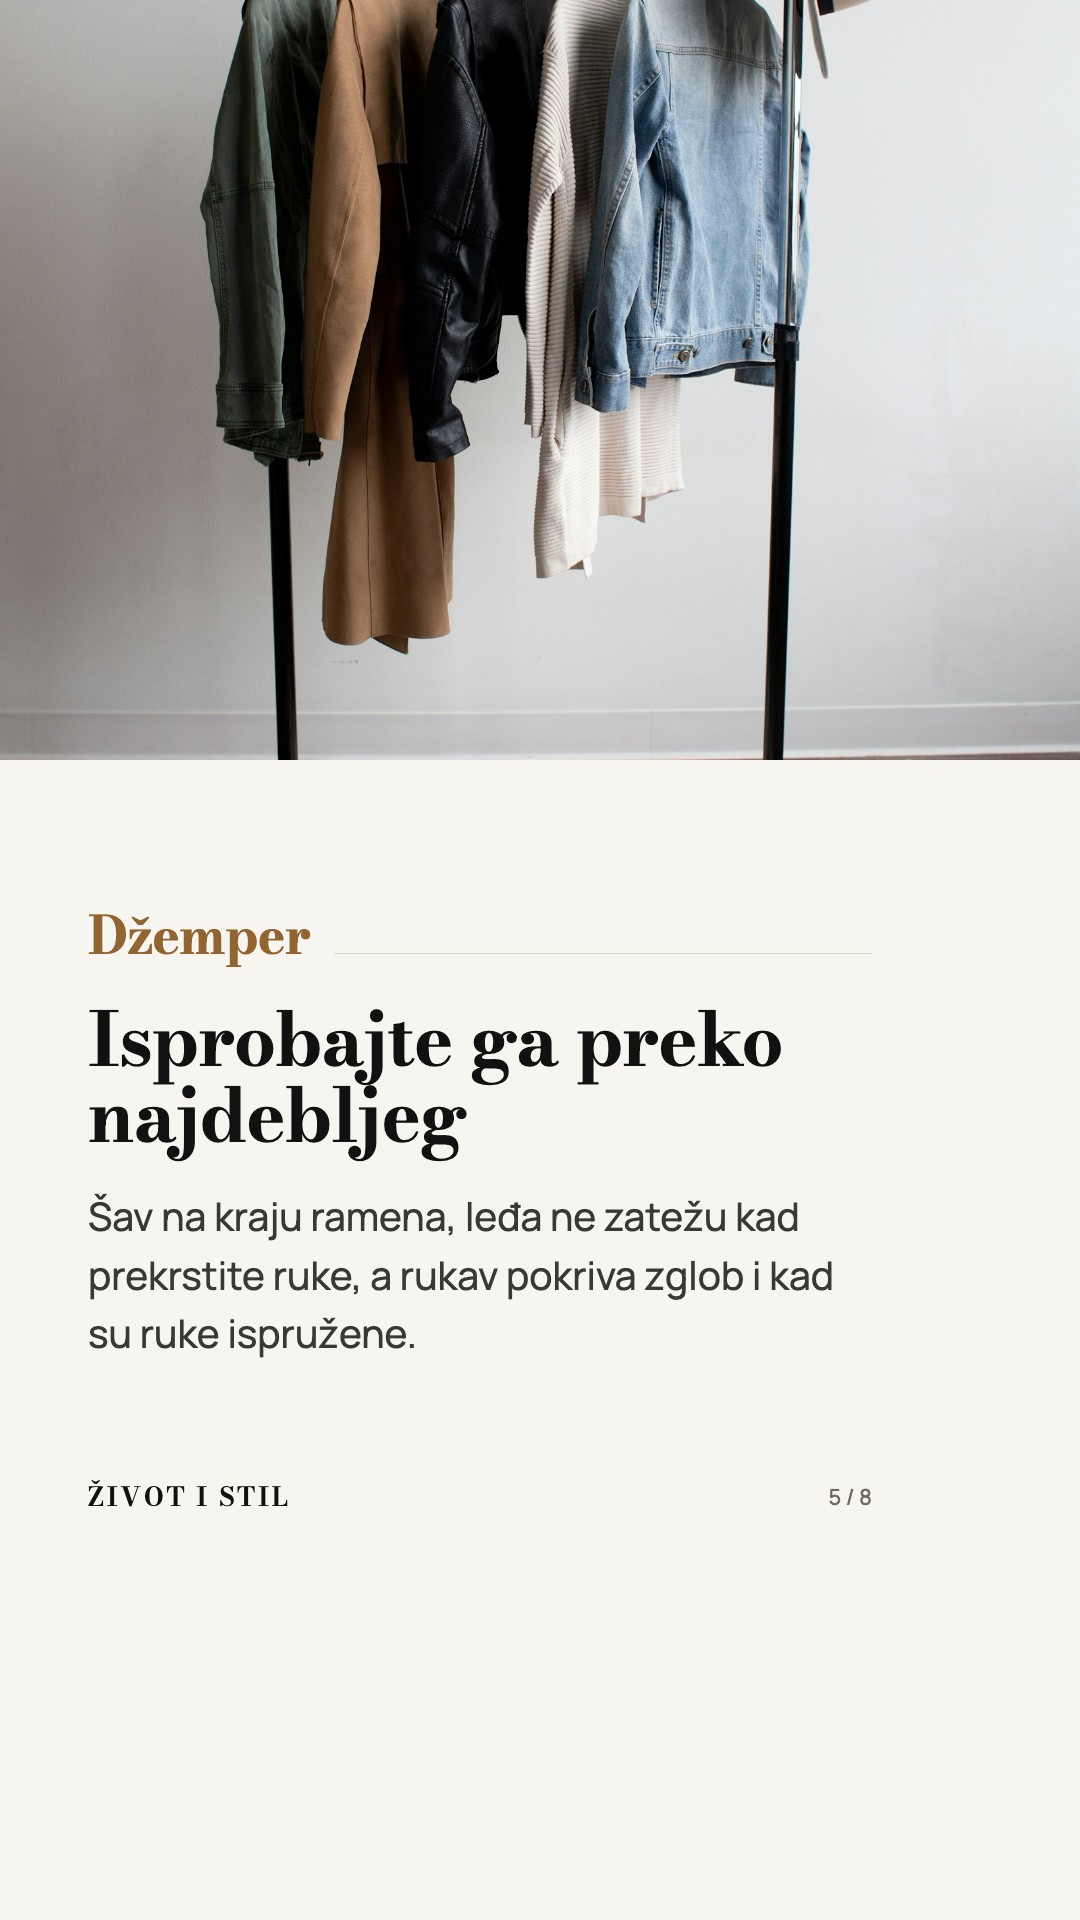 Džemper
Isprobajte ga preko
najdebljeg
Šav na kraju ramena, leđa ne zatežu kad
prekrstite ruke, a rukav pokriva zglob i kad
su ruke ispružene.
ŽIVOT I STIL
5 / 8